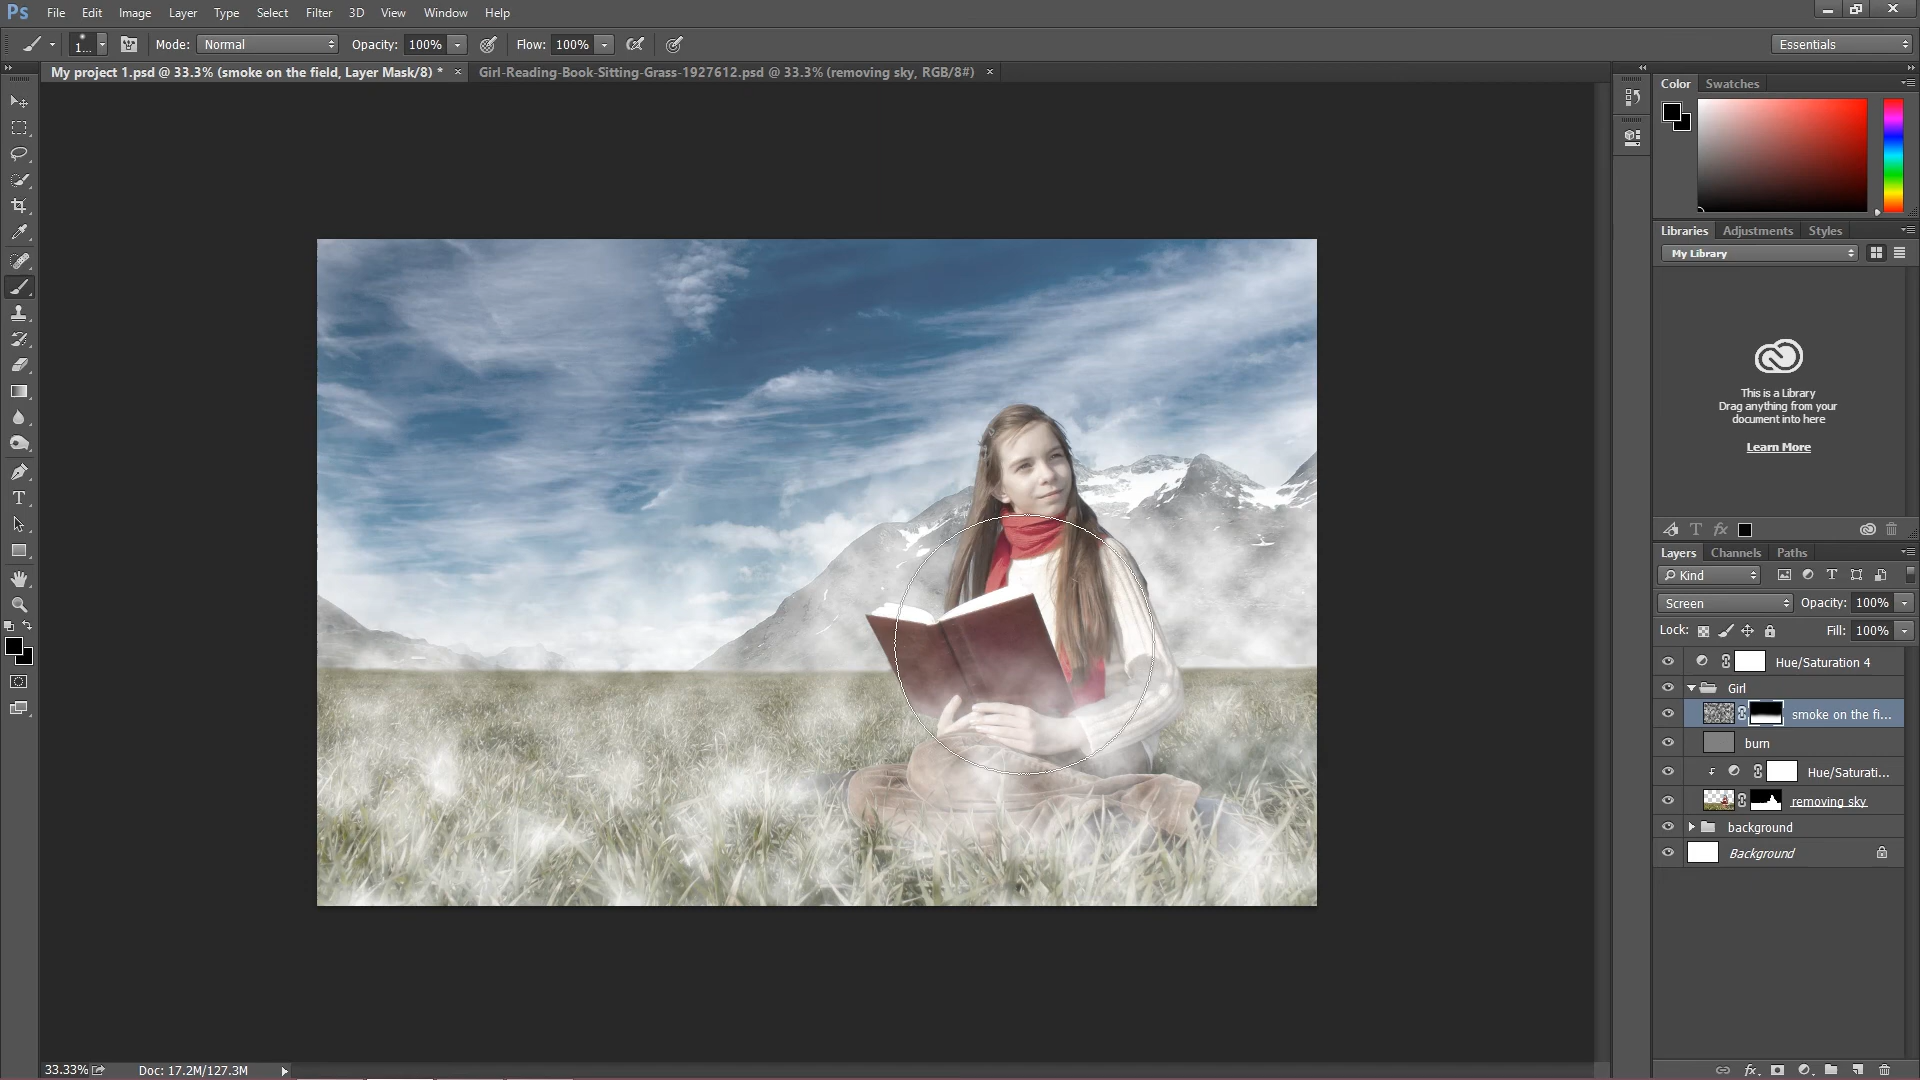 Ps File Edit Image Layer Type Select Filter 3D View Window Help
1... Mode: Normal Opacity: 100% Flow: 100% Essentials
My project 1.psd @ 33.3% (smoke on the field, Layer Mask/8) * × Girl-Reading-Book-Sitting-Grass-1927612.psd @ 33.3% (removing sky, RGB/8#) ×
Color Swatches
Libraries Adjustments Styles
My Library
This is a Library
Drag anything from your
document into here
Learn More
T fx
Layers Channels Paths
Kind T
Screen Opacity: 100%
Lock: Fill: 100%
Hue/Saturation 4
Girl
smoke on the fi...
burn
Hue/Saturati...
removing sky
background
Background
33.33% Doc: 17.2M/127.3M
fx